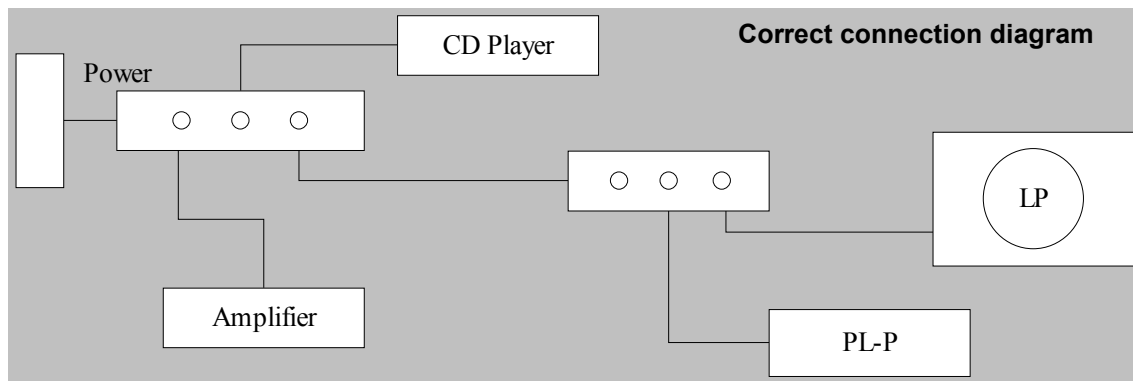 Correct connection diagram
CD Player
Power
LP
Amplifier
PL-P